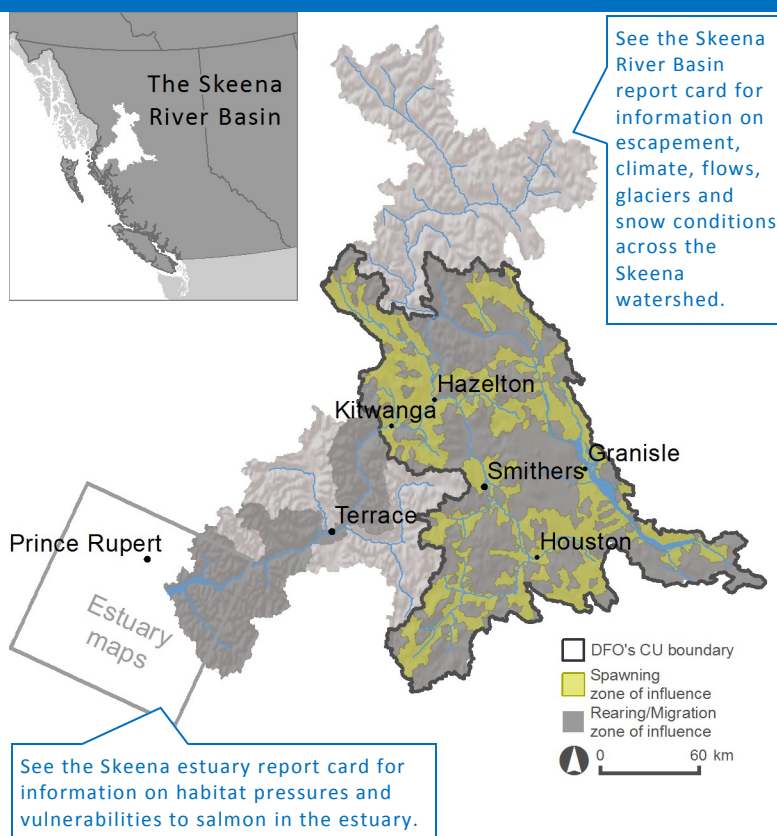 The Skeena
River Basin
See the Skeena
River Basin
report card for
information on
escapement,
climate, flows,
glaciers and
snow conditions
across the
Skeena
watershed.
Hazelton
Kitwanga
Granisle
Smithers
Terrace
Prince Rupert
Houston
Estuary
maps
DFO's CU boundary
Spawning
zone of influence
Rearing/Migration
zone of influence
0 60 km
See the Skeena estuary report card for
information on habitat pressures and
vulnerabilities to salmon in the estuary.